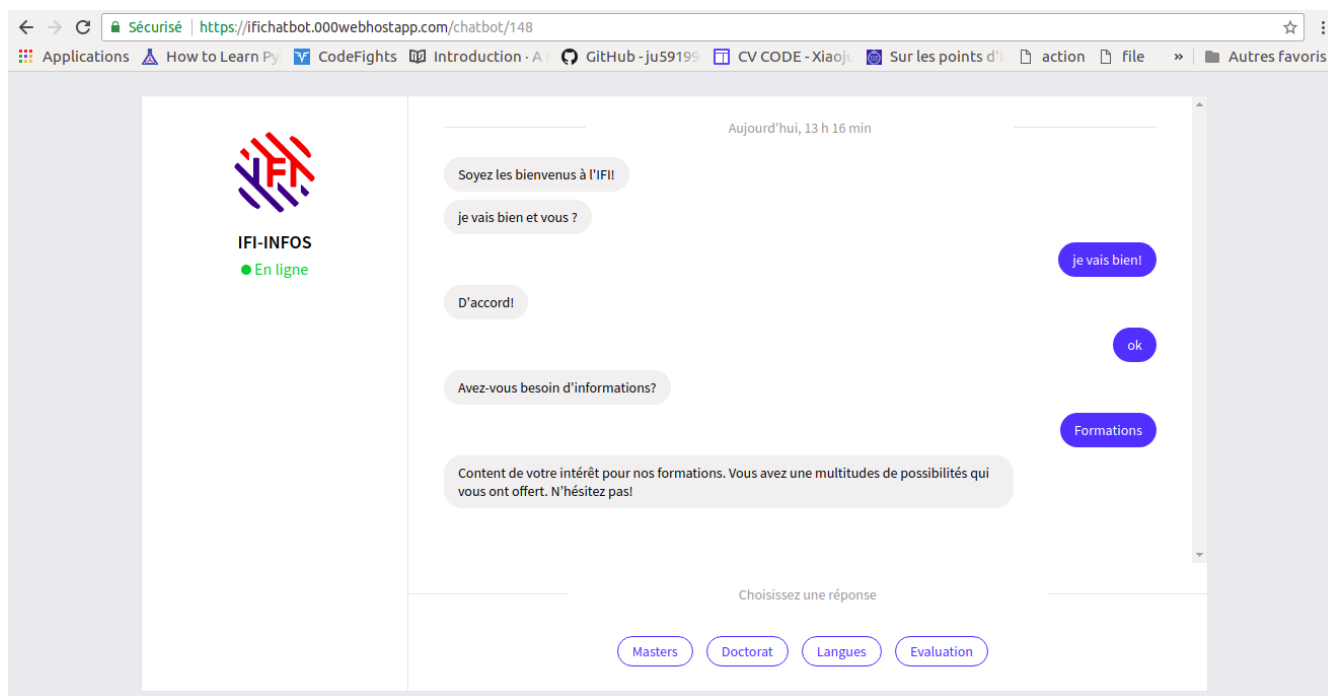 Sécurisé | https://ifichatbot.000webhostapp.com/chatbot/148
Applications How to Learn Py CodeFights Introduction · A GitHub - ju59199 CV CODE - Xiaoju Sur les points d'i action file » Autres favoris
IFI
IFI-INFOS
En ligne
Aujourd'hui, 13 h 16 min
Soyez les bienvenus à l'IFI!
je vais bien et vous ?
je vais bien!
D'accord!
ok
Avez-vous besoin d'informations?
Formations
Content de votre intérêt pour nos formations. Vous avez une multitudes de possibilités qui
vous ont offert. N'hésitez pas!
Choisissez une réponse
Masters Doctorat Langues Evaluation